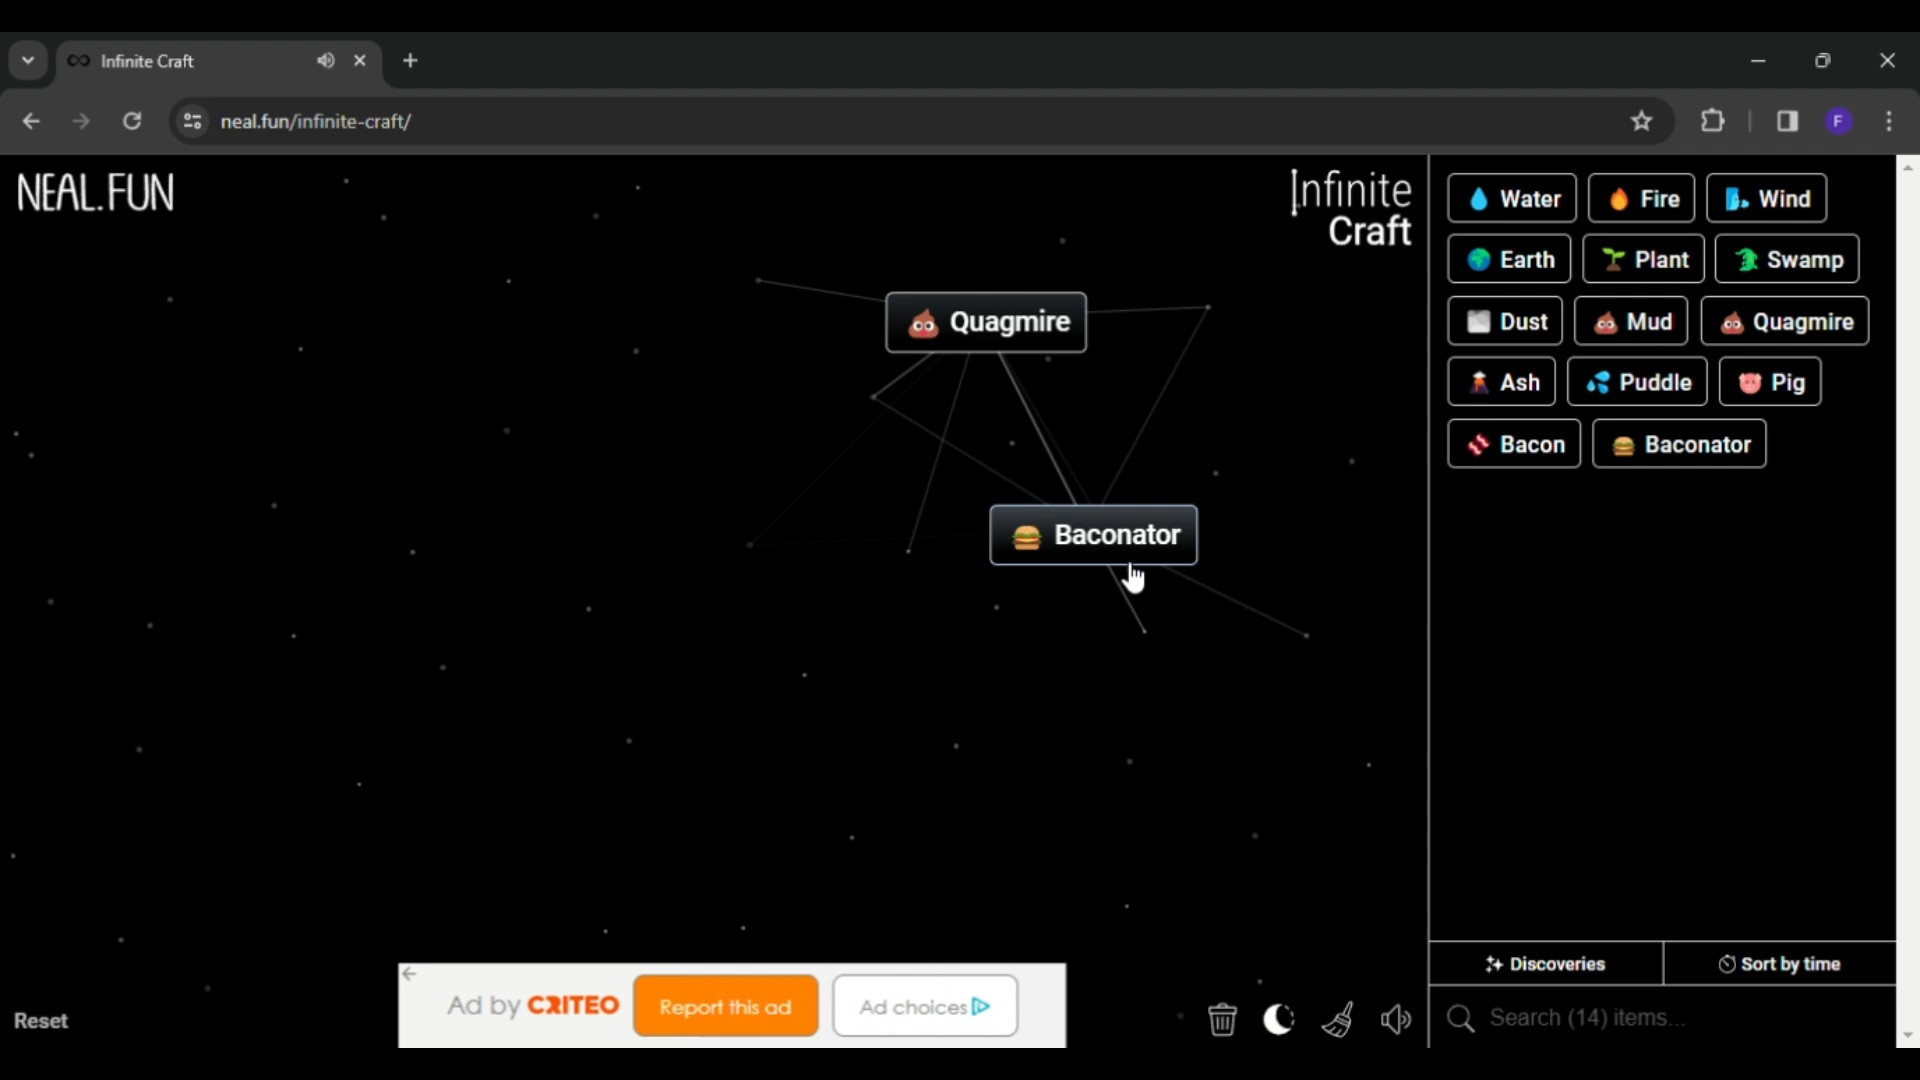 Infinite Craft
neal.fun/infinite-craft/
F
NEAL.FUN
Infinite
Craft
Quagmire
Baconator
Water Fire Wind
Earth Plant Swamp
Dust Mud Quagmire
Ash Puddle Pig
Bacon Baconator
Discoveries Sort by time
Search (14) items...
Reset
Ad by CRITEO Report this ad Ad choices